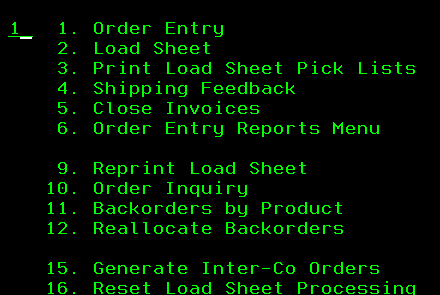 1_ 1. Order Entry
2. Load Sheet
3. Print Load Sheet Pick Lists
4. Shipping Feedback
5. Close Invoices
6. Order Entry Reports Menu
9. Reprint Load Sheet
10. Order Inquiry
11. Backorders by Product
12. Reallocate Backorders
15. Generate Inter-Co Orders
16. Reset Load Sheet Processing